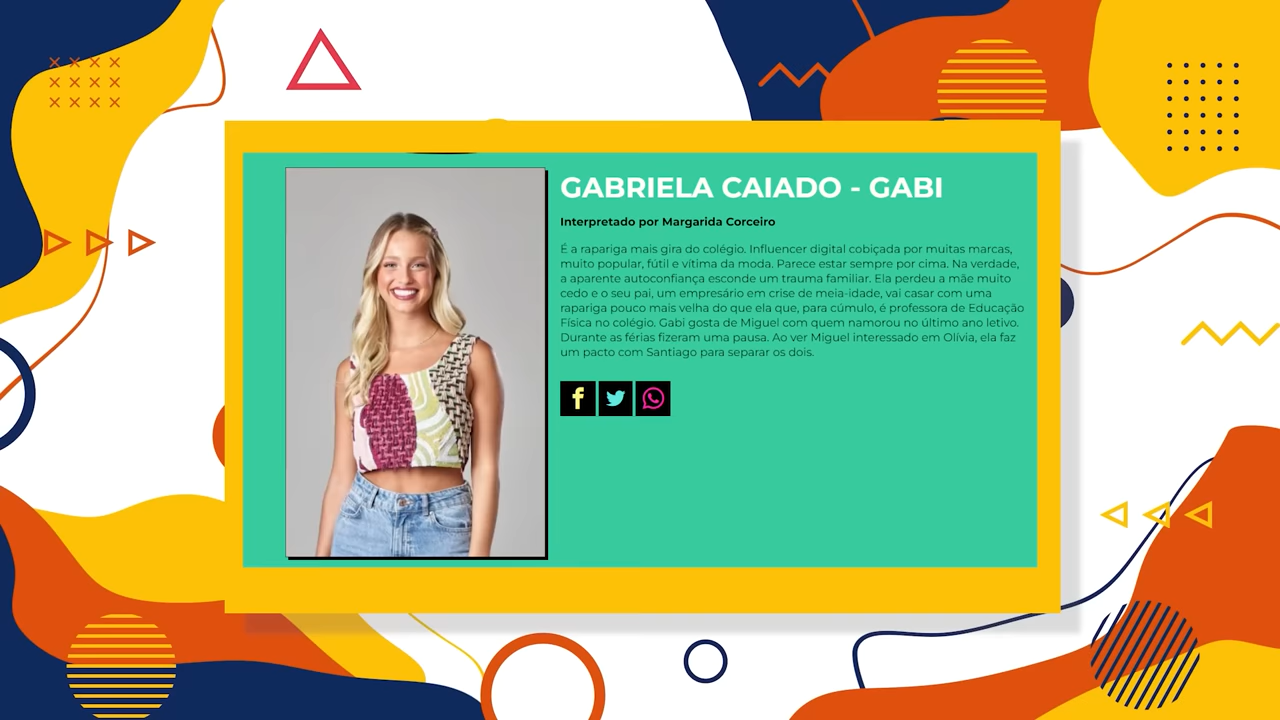 GABRIELA CAIADO - GABI
Interpretado por Margarida Corceiro
É a rapariga mais gira do colégio. Influencer digital cobiçada por muitas marcas,
muito popular, fútil e vítima da moda. Parece estar sempre por cima. Na verdade,
a aparente autoconfiança esconde um trauma familiar. Ela perdeu a mãe muito
cedo e o seu pai, um empresário em crise de meia-idade, vai casar com uma
rapariga pouco mais velha do que ela que, para cúmulo, é professora de Educação
Física no colégio. Gabi gosta de Miguel com quem namorou no último ano letivo.
Durante as férias fizeram uma pausa. Ao ver Miguel interessado em Olívia, ela faz
um pacto com Santiago para separar os dois.